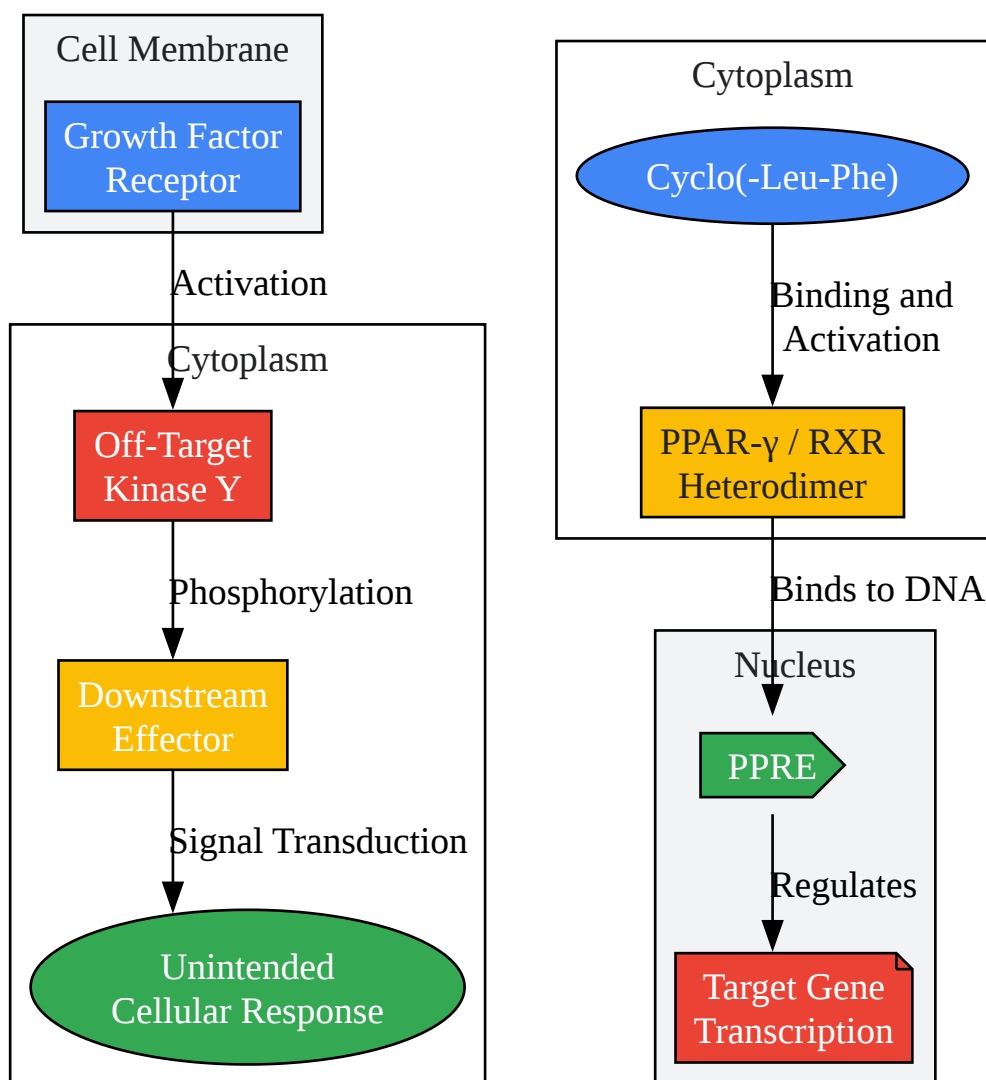 Cell Membrane
Growth Factor
Receptor
Activation
Cytoplasm
Off-Target
Kinase Y
Phosphorylation
Downstream
Effector
Signal Transduction
Unintended
Cellular Response
Cytoplasm
Cyclo(-Leu-Phe)
Binding and
Activation
PPAR-γ / RXR
Heterodimer
Binds to DNA
Nucleus
PPRE
Regulates
Target Gene
Transcription